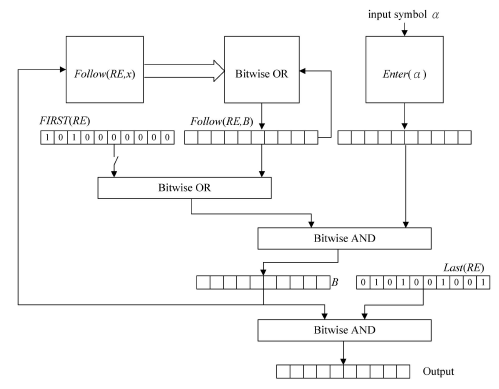 input symbol α
Follow(RE,x)
Bitwise OR
Enter(α)
FIRST(RE)
Follow(RE,B)
1 0 1 0 0 0 0 0 0 0
Bitwise OR
Bitwise AND
Last(RE)
B
0 1 0 1 0 0 1 0 0 1
Bitwise AND
Output